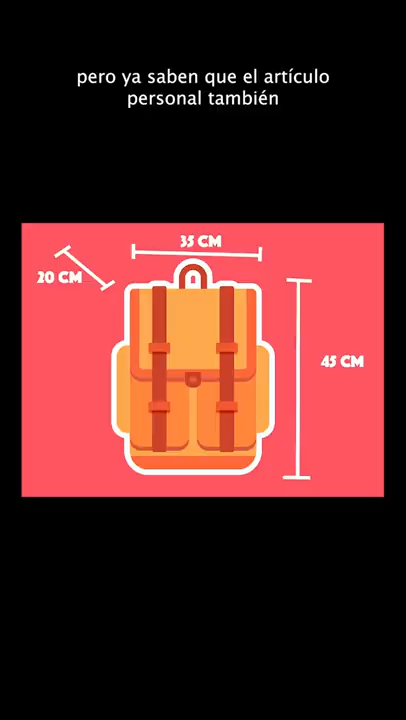 pero ya saben que el artículo
personal también
35 CM
20 CM
45 CM